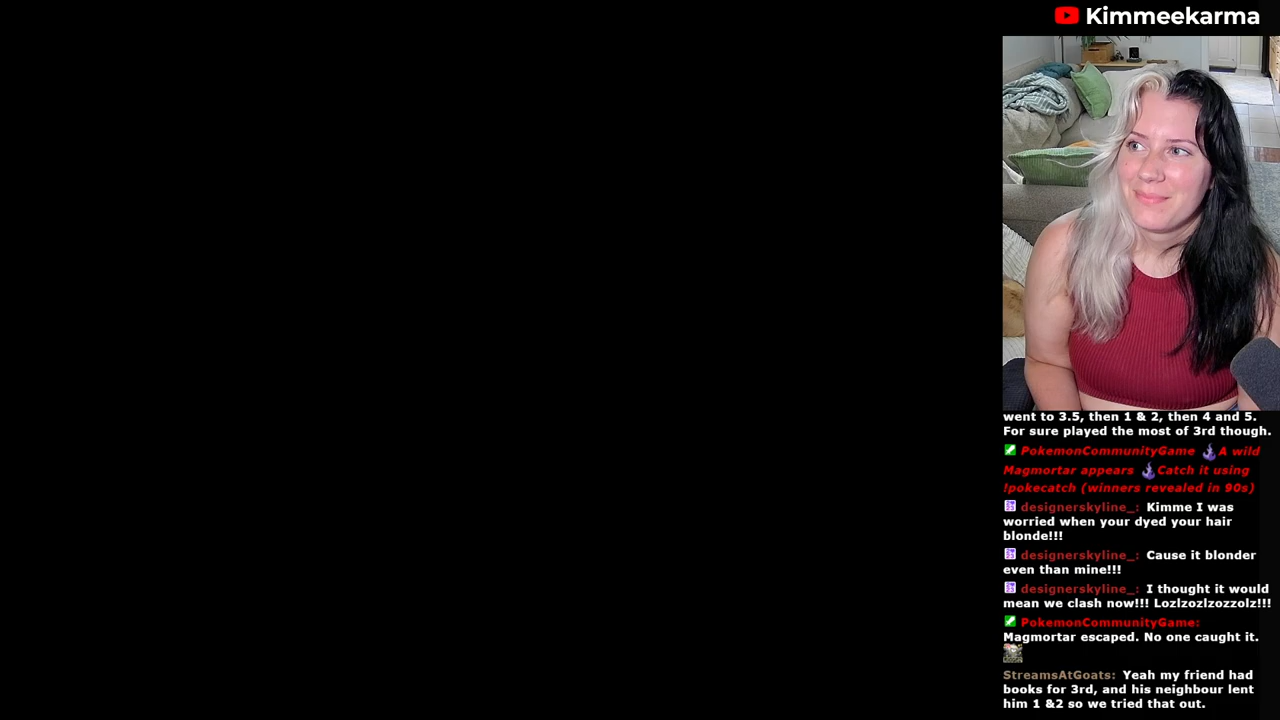 Kimmeekarma
went to 3.5, then 1 & 2, then 4 and 5.
For sure played the most of 3rd though.
PokemonCommunityGame A wild
Magmortar appears Catch it using
!pokecatch (winners revealed in 90s)
designerskyline_: Kimme I was
worried when your dyed your hair
blonde!!!
designerskyline_: Cause it blonder
even than mine!!!
designerskyline_: I thought it would
mean we clash now!!! Lozlzozlzozzolz!!!
PokemonCommunityGame:
Magmortar escaped. No one caught it.
StreamsAtGoats: Yeah my friend had
books for 3rd, and his neighbour lent
him 1 &2 so we tried that out.